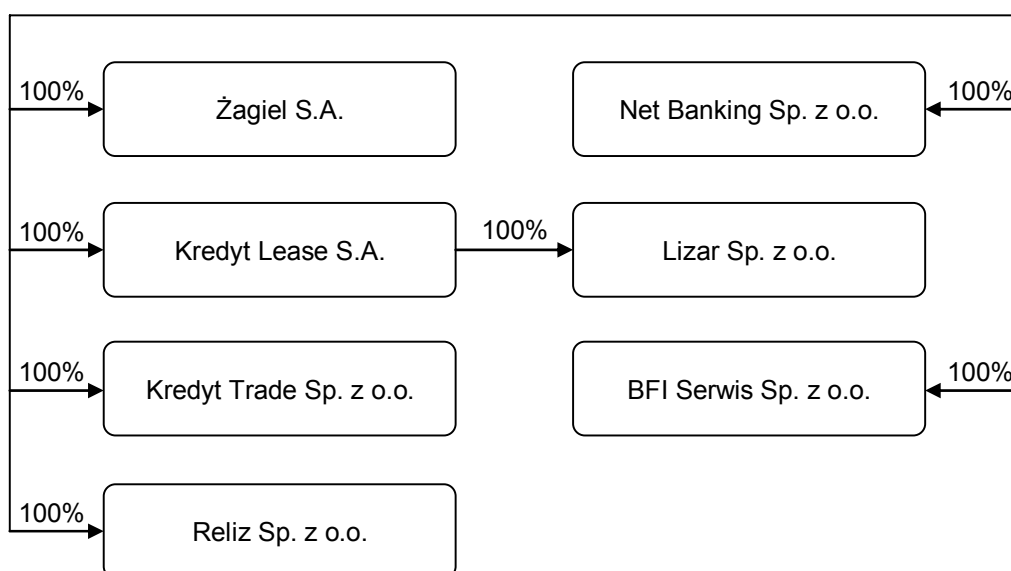 100%
Żagiel S.A.
Net Banking Sp. z o.o.
100%
100%
Kredyt Lease S.A.
100%
Lizar Sp. z o.o.
100%
Kredyt Trade Sp. z o.o.
BFI Serwis Sp. z o.o.
100%
100%
Reliz Sp. z o.o.